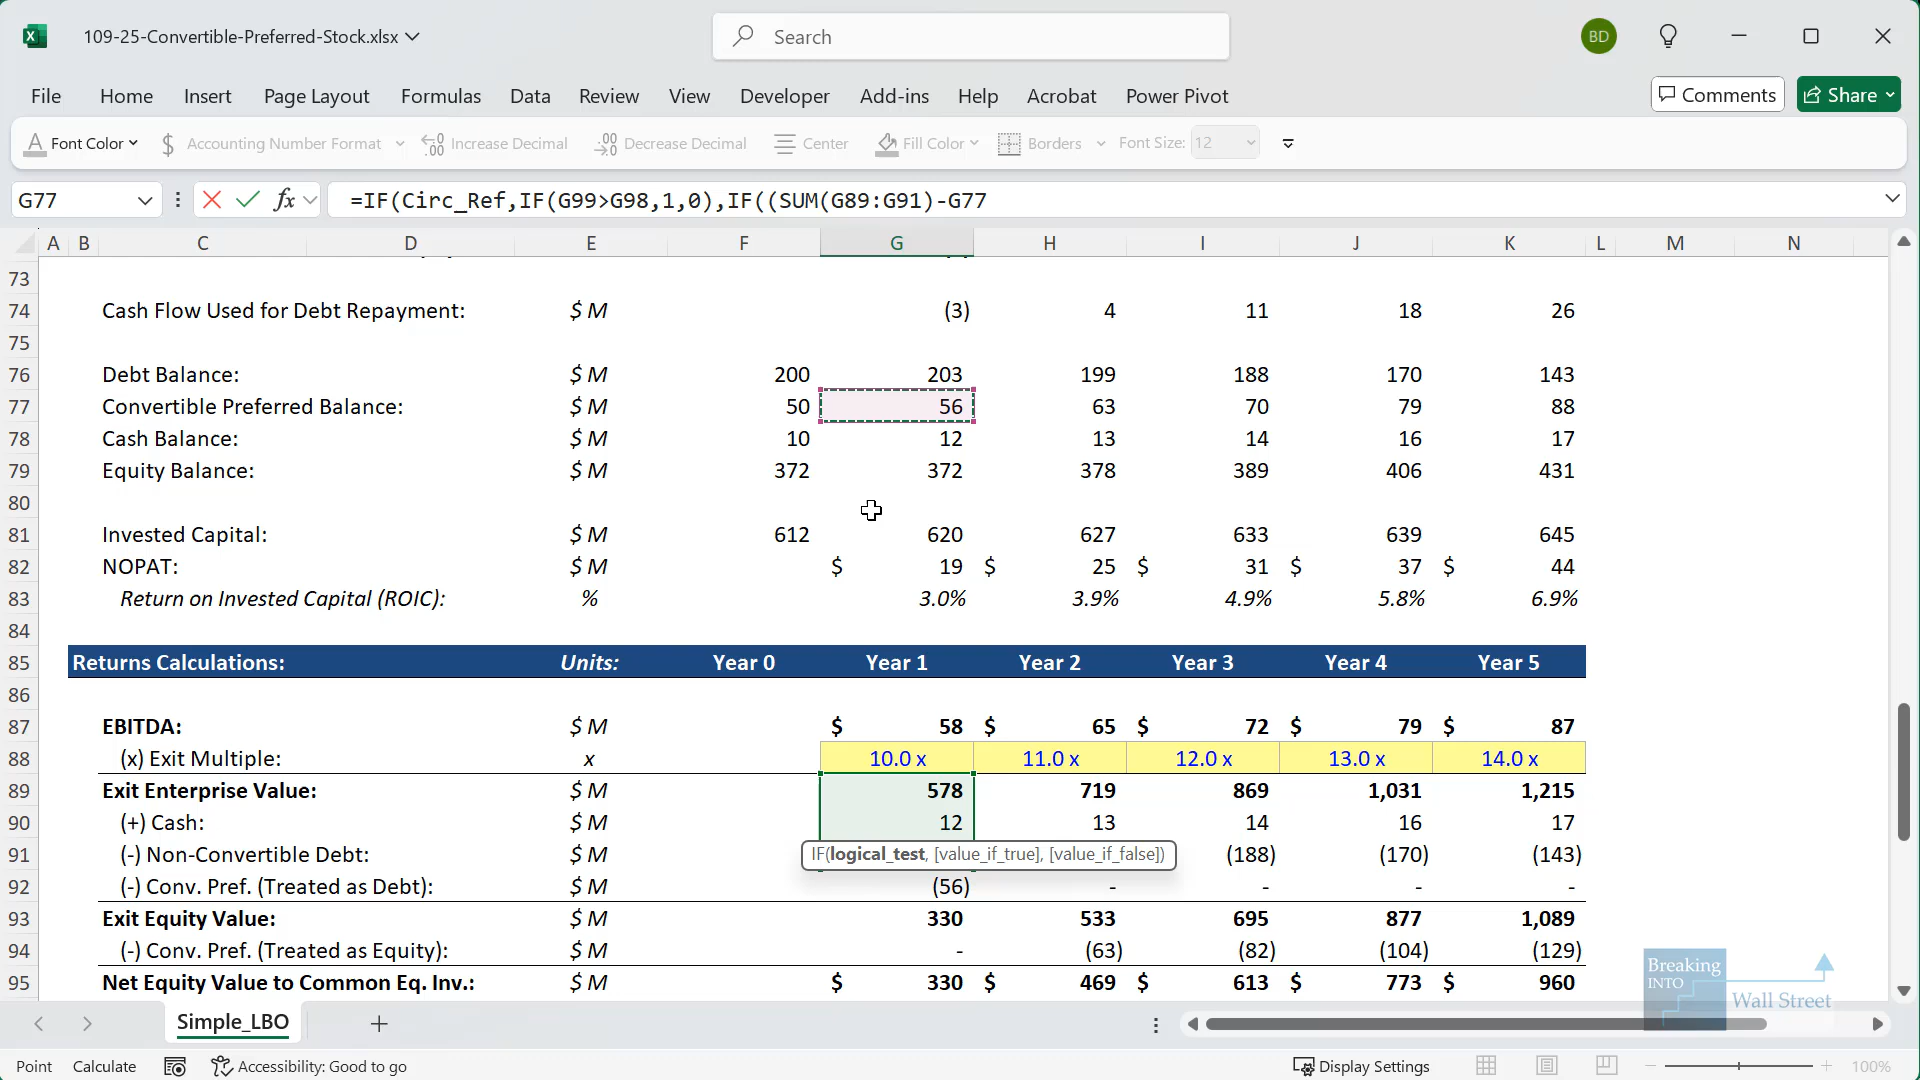 109-25-Convertible-Preferred-Stock.xlsx
Search
BD
File Home Insert Page Layout Formulas Data Review View Developer Add-ins Help Acrobat Power Pivot Comments Share
Font Color $ Accounting Number Format Increase Decimal Decrease Decimal Center Fill Color Borders Font Size: 12
G77 fx =IF(Circ_Ref,IF(G99>G98,1,0),IF((SUM(G89:G91)-G77
A B C D E F G H I J K L M N
73
74 Cash Flow Used for Debt Repayment: $ M (3) 4 11 18 26
75
76 Debt Balance: $ M 200 203 199 188 170 143
77 Convertible Preferred Balance: $ M 50 56 63 70 79 88
78 Cash Balance: $ M 10 12 13 14 16 17
79 Equity Balance: $ M 372 372 378 389 406 431
80
81 Invested Capital: $ M 612 620 627 633 639 645
82 NOPAT: $ M $ 19 $ 25 $ 31 $ 37 $ 44
83 Return on Invested Capital (ROIC): % 3.0% 3.9% 4.9% 5.8% 6.9%
84
85 Returns Calculations: Units: Year 0 Year 1 Year 2 Year 3 Year 4 Year 5
86
87 EBITDA: $ M $ 58 $ 65 $ 72 $ 79 $ 87
88 (x) Exit Multiple: x 10.0 x 11.0 x 12.0 x 13.0 x 14.0 x
89 Exit Enterprise Value: $ M 578 719 869 1,031 1,215
90 (+) Cash: $ M 12 13 14 16 17
91 (-) Non-Convertible Debt: $ M IF(logical_test, [value_if_true], [value_if_false]) (188) (170) (143)
92 (-) Conv. Pref. (Treated as Debt): $ M (56) - - - -
93 Exit Equity Value: $ M 330 533 695 877 1,089
94 (-) Conv. Pref. (Treated as Equity): $ M - (63) (82) (104) (129)
95 Net Equity Value to Common Eq. Inv.: $ M $ 330 $ 469 $ 613 $ 773 $ 960
Breaking
INTO
Wall Street
Simple_LBO
Point Calculate Accessibility: Good to go Display Settings 100%